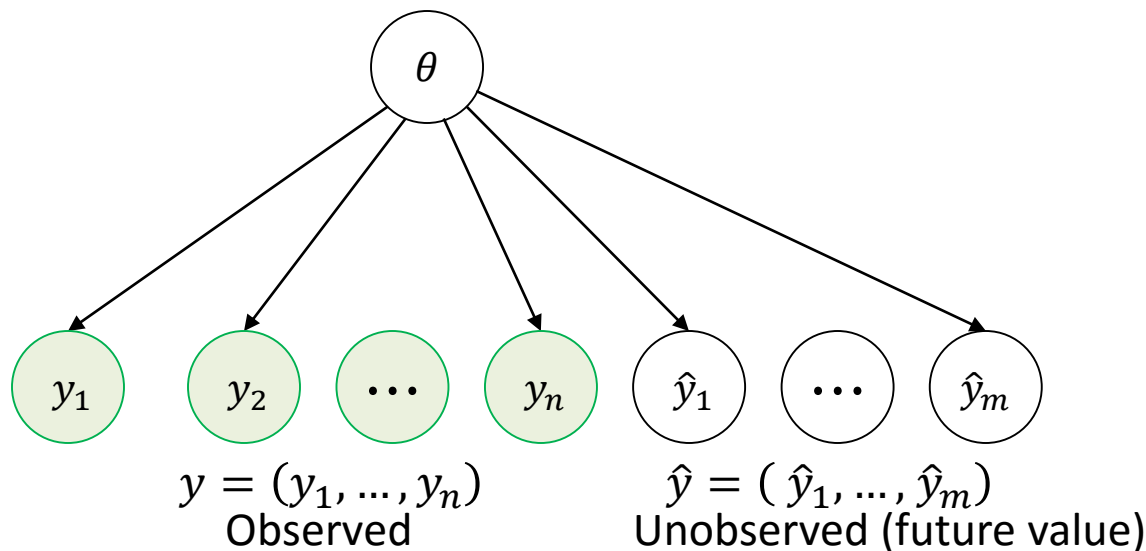 θ
y₁ y₂ ⋯ yₙ ŷ₁ ⋯ ŷₘ
y = (y₁, …, yₙ) ŷ = ( ŷ₁, …, ŷₘ)
Observed Unobserved (future value)